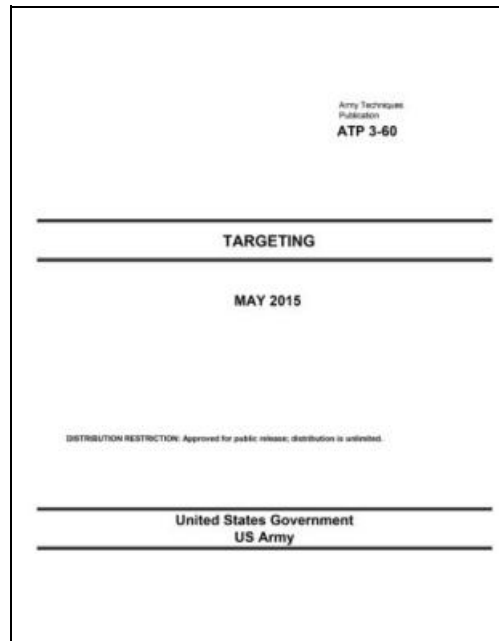 Army Techniques
Publication
ATP 3-60
TARGETING
MAY 2015
DISTRIBUTION RESTRICTION: Approved for public release; distribution is unlimited.
United States Government
US Army